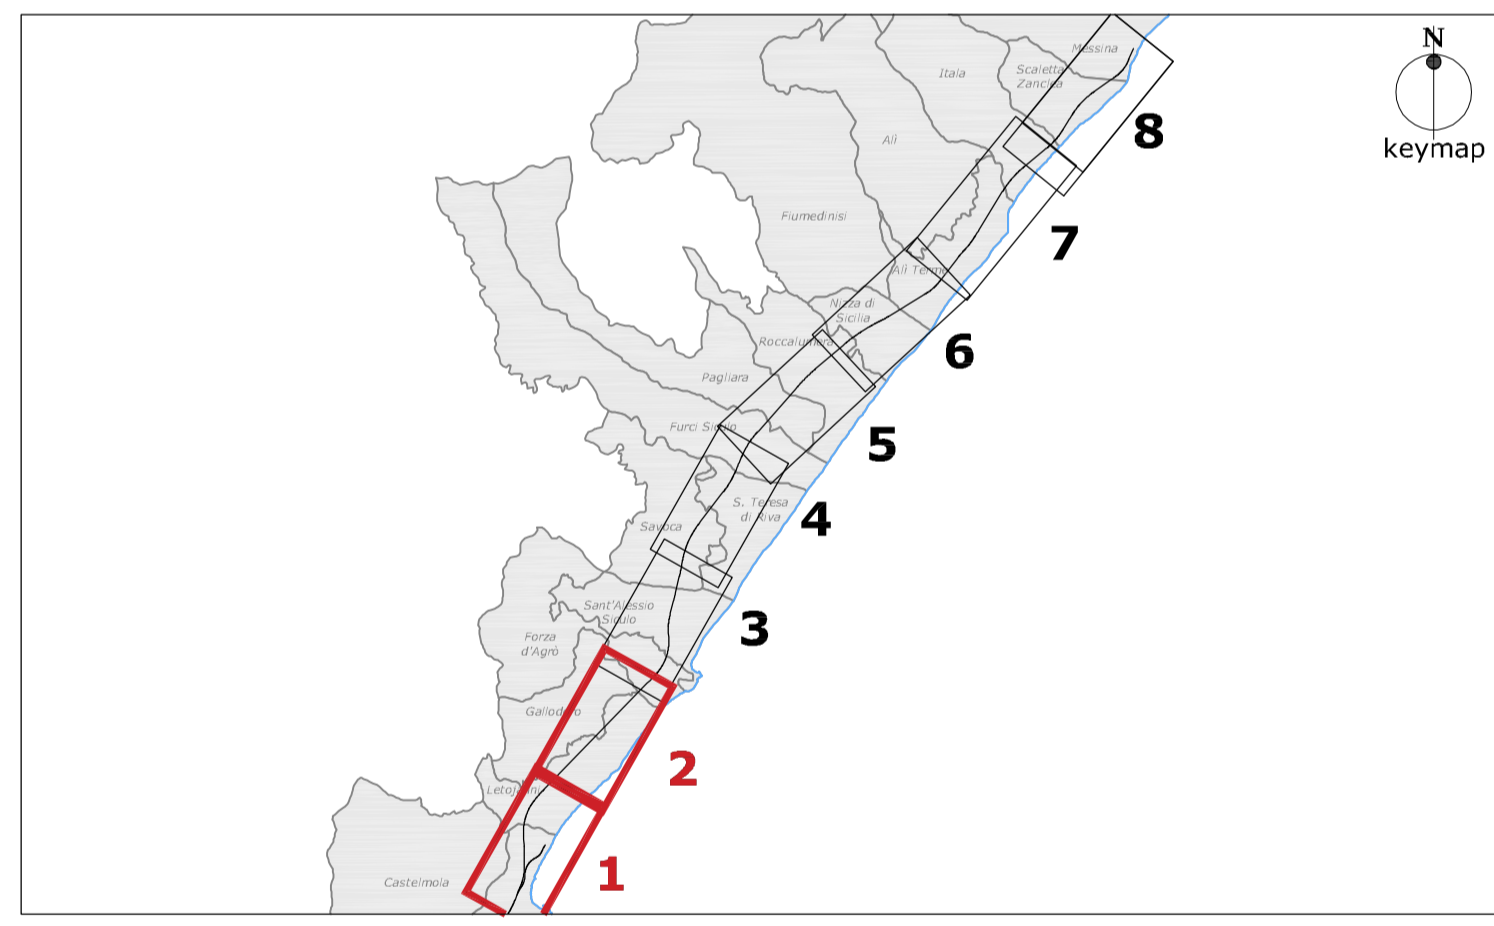 N
keymap
Messina
Itala
Scaletta
Zanclea
8
Alì
7
Fiumedinisi
Alì Terme
Nizza di
Sicilia
6
Roccalumera
Pagliara
5
Furci Siculo
S. Teresa
di Riva
4
Savoca
Sant'Alessio
Siculo
3
Forza
d'Agrò
Gallodoro
2
Letojanni
1
Castelmola